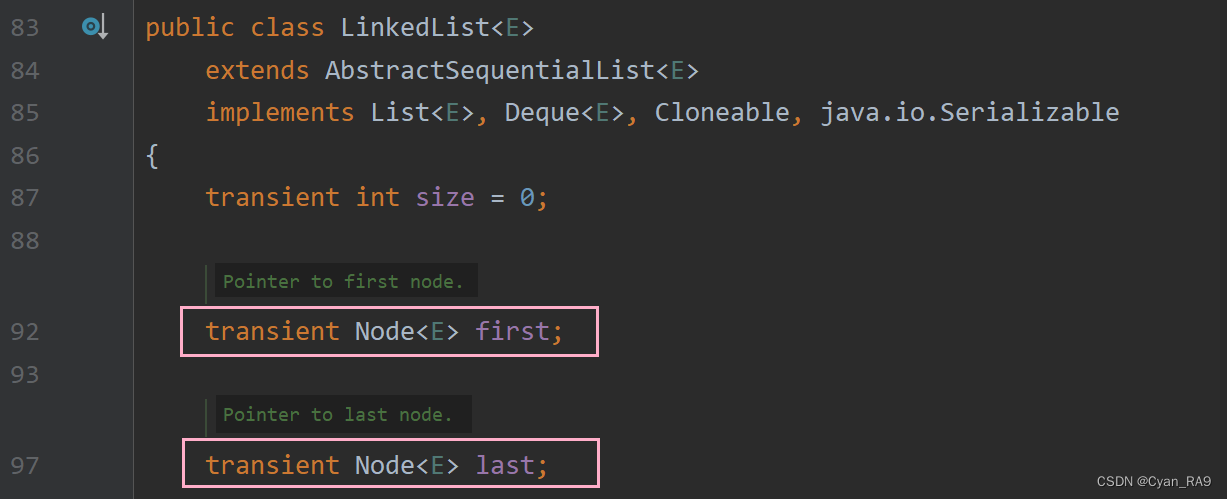 83 public class LinkedList<E>
84 extends AbstractSequentialList<E>
85 implements List<E>, Deque<E>, Cloneable, java.io.Serializable
86 {
87 transient int size = 0;
88
Pointer to first node.
92 transient Node<E> first;
93
Pointer to last node.
97 transient Node<E> last;
CSDN @Cyan_RA9